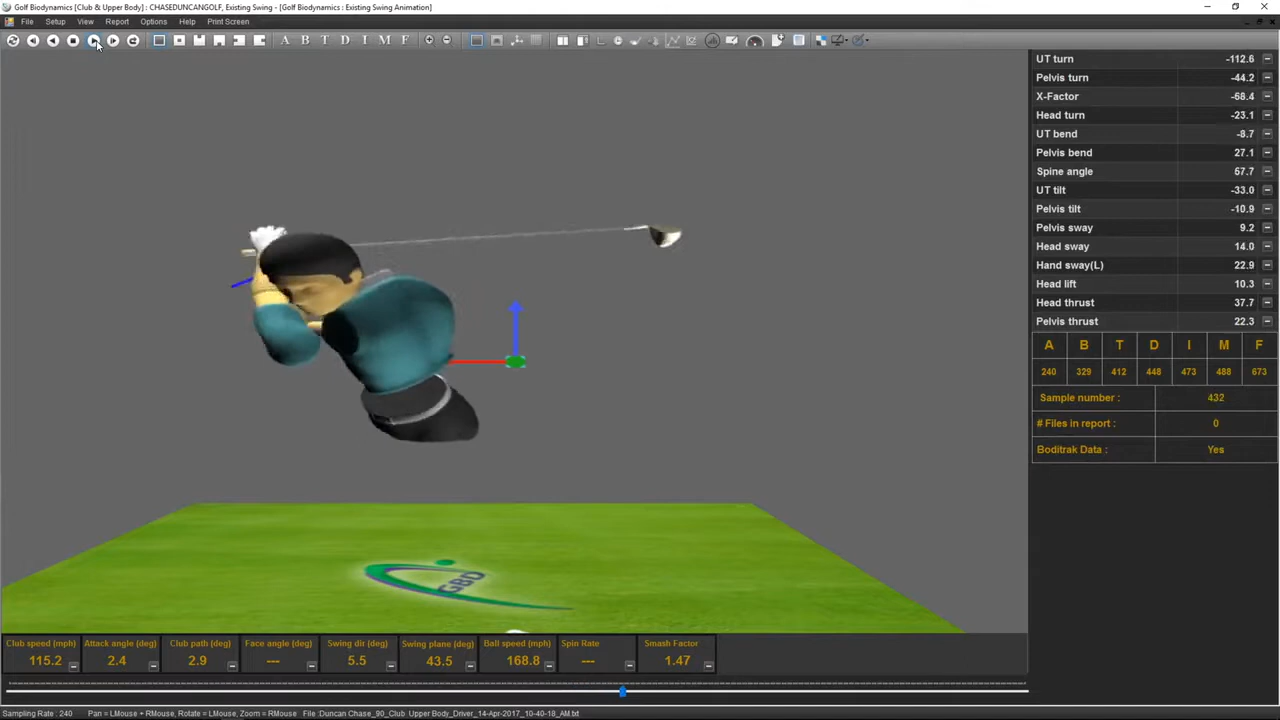 Golf Biodynamics [Club & Upper Body] : CHASEDUNCANGOLF, Existing Swing - [Golf Biodynamics : Existing Swing Animation]
File Setup View Report Options Help Print Screen
A B T D I M F
UT turn -112.6
Pelvis turn -44.2
X-Factor -68.4
Head turn -23.1
UT bend -8.7
Pelvis bend 27.1
Spine angle 57.7
UT tilt -33.0
Pelvis tilt -10.9
Pelvis sway 9.2
Head sway 14.0
Hand sway(L) 22.9
Head lift 10.3
Head thrust 37.7
Pelvis thrust 22.3
A B T D I M F
240 329 412 448 473 488 673
Sample number : 432
# Files in report : 0
Boditrak Data : Yes
GBD
Club speed (mph) Attack angle (deg) Club path (deg) Face angle (deg) Swing dir (deg) Swing plane (deg) Ball speed (mph) Spin Rate Smash Factor
115.2 2.4 2.9 --- 5.5 43.5 168.8 --- 1.47
Sampling Rate : 240 Pan = LMouse + RMouse, Rotate = LMouse, Zoom = RMouse File :Duncan Chase_90_Club Upper Body_Driver_14-Apr-2017_10-40-18_AM.txt